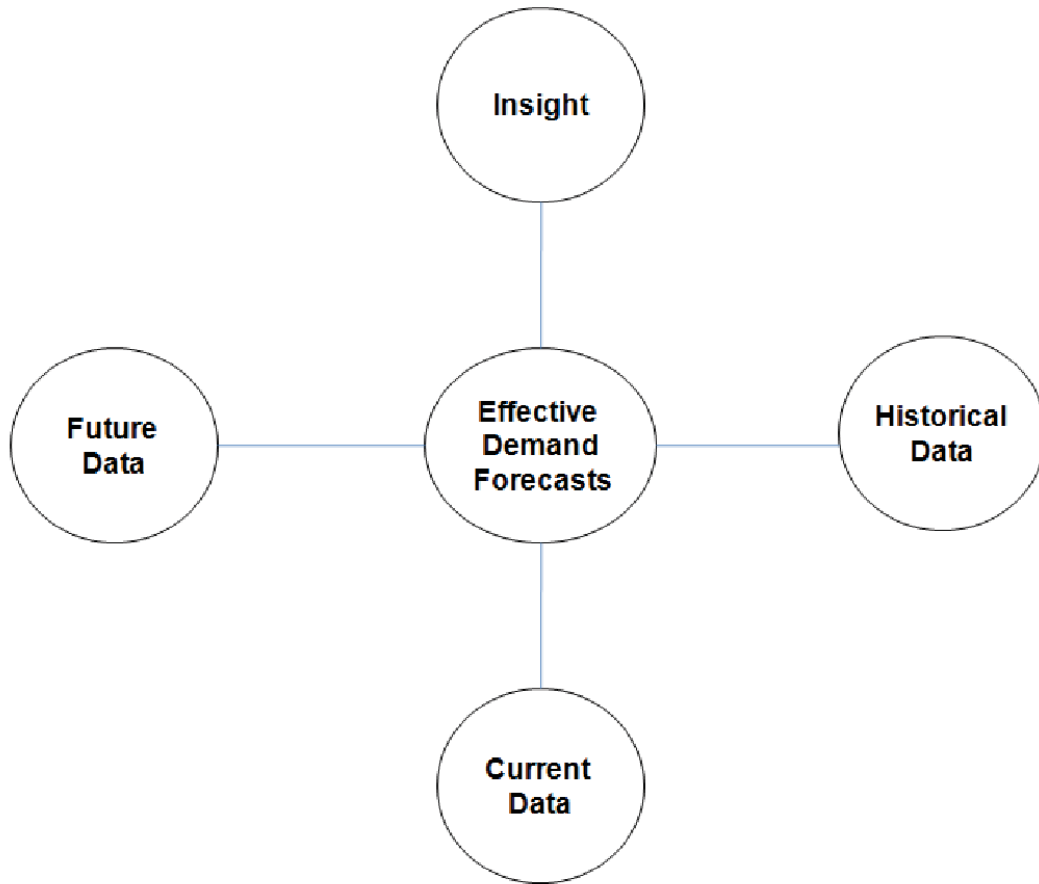 Insight
Future
Data
Effective
Demand
Forecasts
Historical
Data
Current
Data